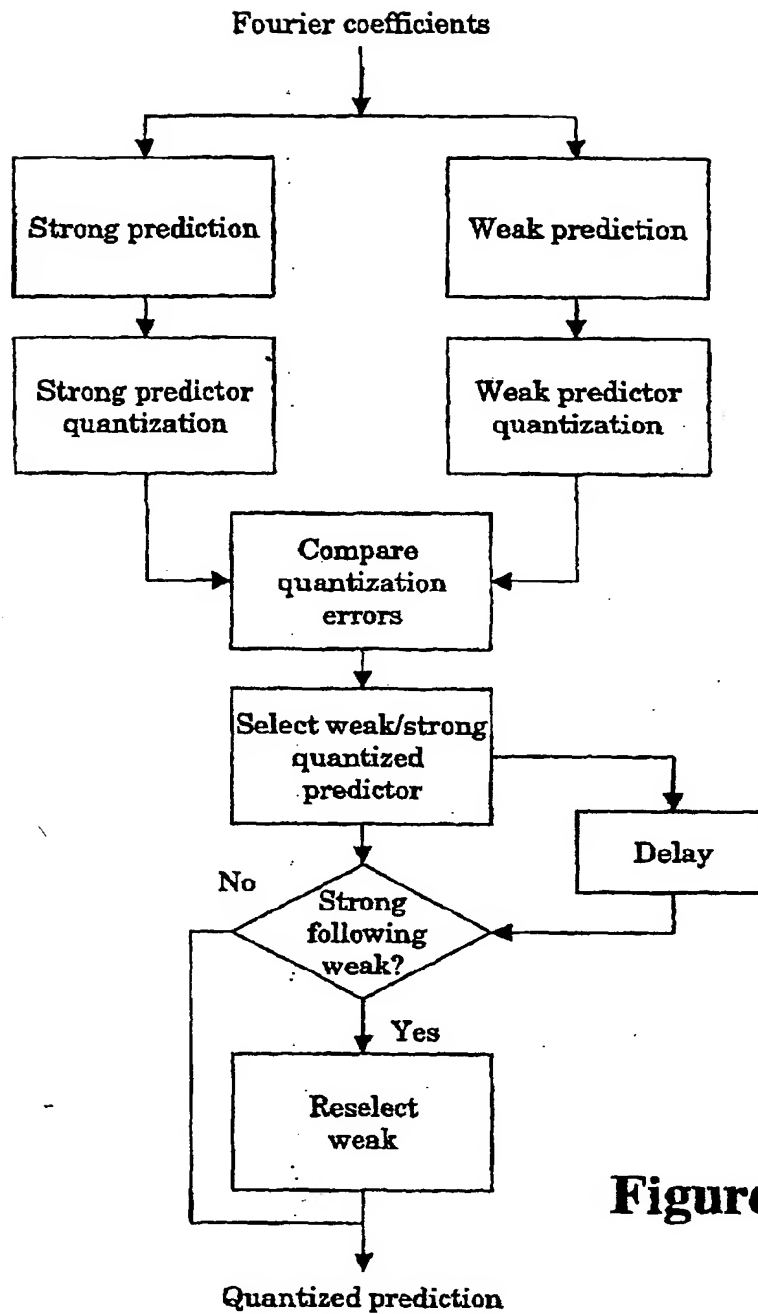 Fourier coefficients
Strong prediction
Weak prediction
Strong predictor
quantization
Weak predictor
quantization
Compare
quantization
errors
Select weak/strong
quantized
predictor
Delay
No
Strong
following
weak?
Yes
Reselect
weak
Figure
Quantized prediction